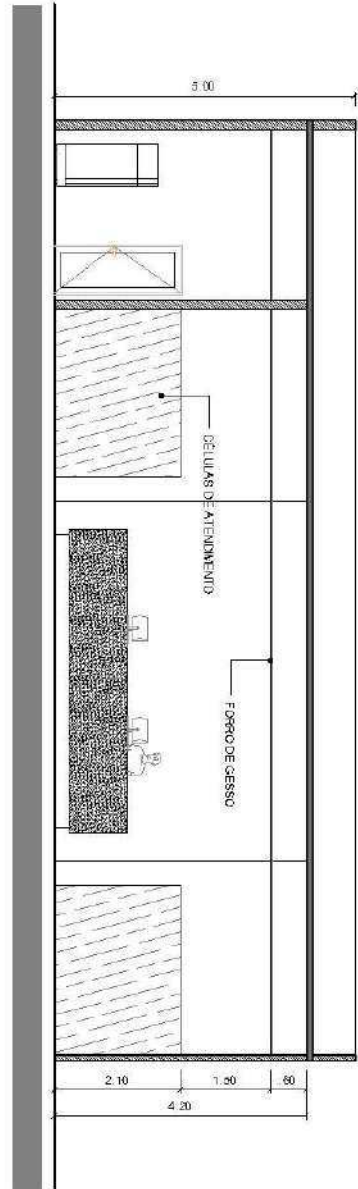 5.00
CÉLULAS DE ATENDIMENTO
FORRO DE GESSO
2.10
1.50
.60
4.20